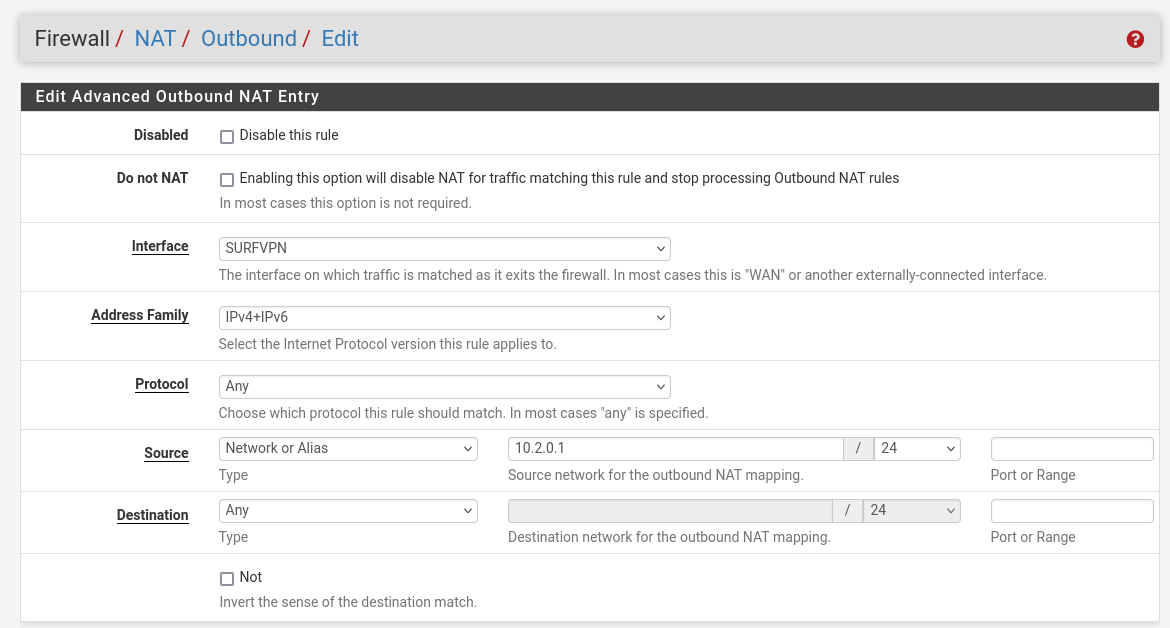 Firewall / NAT / Outbound / Edit
?
Edit Advanced Outbound NAT Entry
Disabled
Disable this rule
Do not NAT
Enabling this option will disable NAT for traffic matching this rule and stop processing Outbound NAT rules
In most cases this option is not required.
Interface
SURFVPN
The interface on which traffic is matched as it exits the firewall. In most cases this is "WAN" or another externally-connected interface.
Address Family
IPv4+IPv6
Select the Internet Protocol version this rule applies to.
Protocol
Any
Choose which protocol this rule should match. In most cases "any" is specified.
Source
Network or Alias
10.2.0.1 / 24
Type
Source network for the outbound NAT mapping.
Port or Range
Destination
Any
/ 24
Type
Destination network for the outbound NAT mapping.
Port or Range
Not
Invert the sense of the destination match.